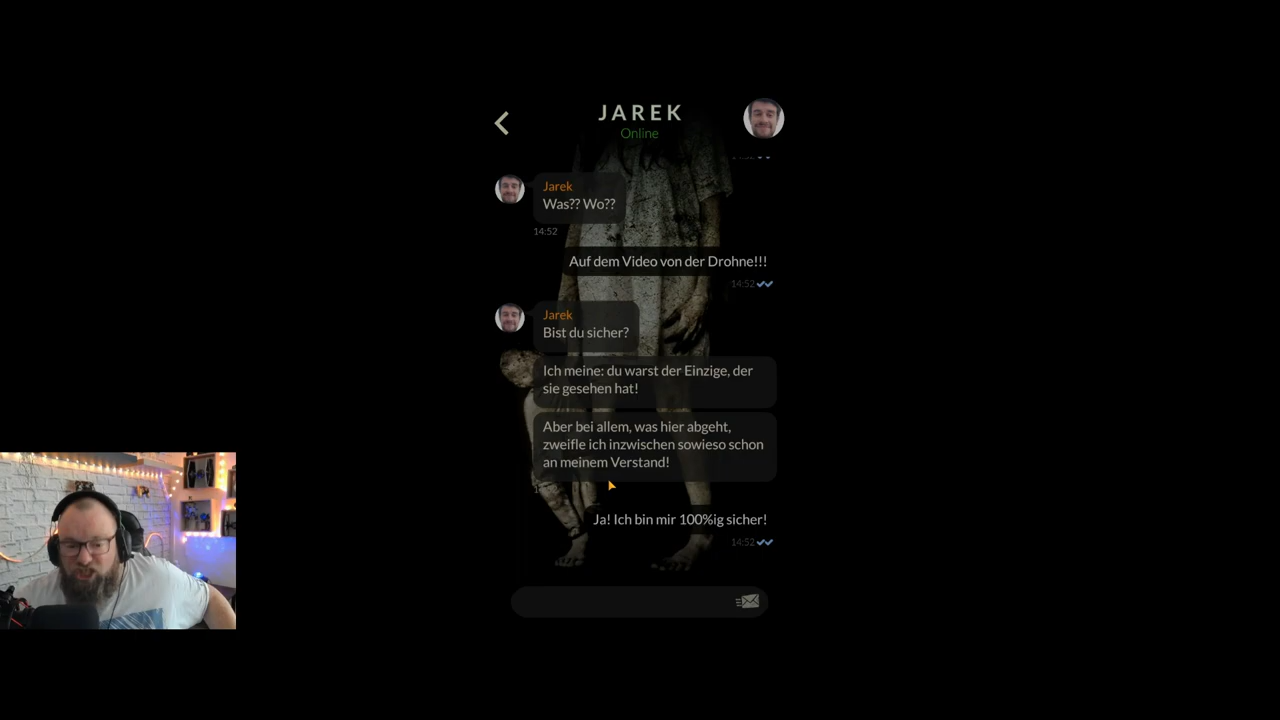 JAREK
Online
Jarek
Was?? Wo??
14:52
Auf dem Video von der Drohne!!!
14:52
Jarek
Bist du sicher?
Ich meine: du warst der Einzige, der
sie gesehen hat!
Aber bei allem, was hier abgeht,
zweifle ich inzwischen sowieso schon
an meinem Verstand!
Ja! Ich bin mir 100%ig sicher!
14:52